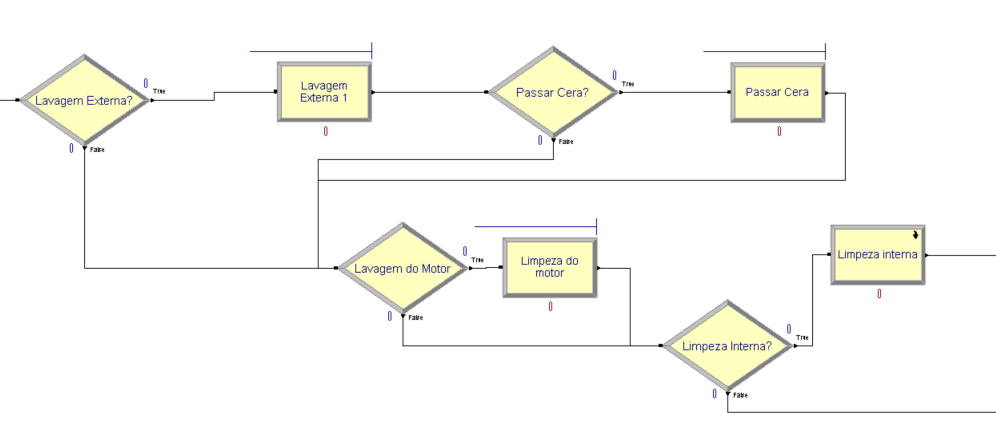 Lavagem Externa?
0
True
0
False
Lavagem
Externa 1
0
Passar Cera?
0
True
0
False
Passar Cera
0
Lavagem do Motor
0
True
0
False
Limpeza do
motor
0
Limpeza Interna?
0
True
0
False
Limpeza interna
0